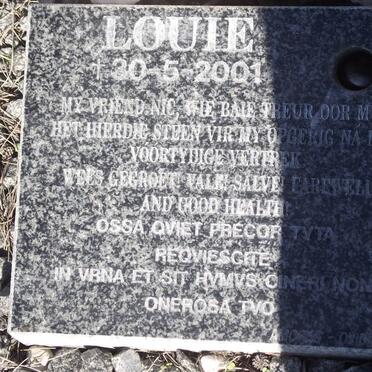 LOUIE
† 30-5-2001
MY VRIEND NIC, WIE BAIE TREUR OOR M
HET HIERDIE STEEN VIR MY OPGERIG NA
VOORTYDIGE VERTREK
WEES GEGROET! VALE! SALVE! FAREWELL
AND GOOD HEALTH!
OSSA QVIET PRECOR TVTA
REQVIESCITE
IN VRNA ET SIT HVMVS CINERI NON
ONEROSA TVO